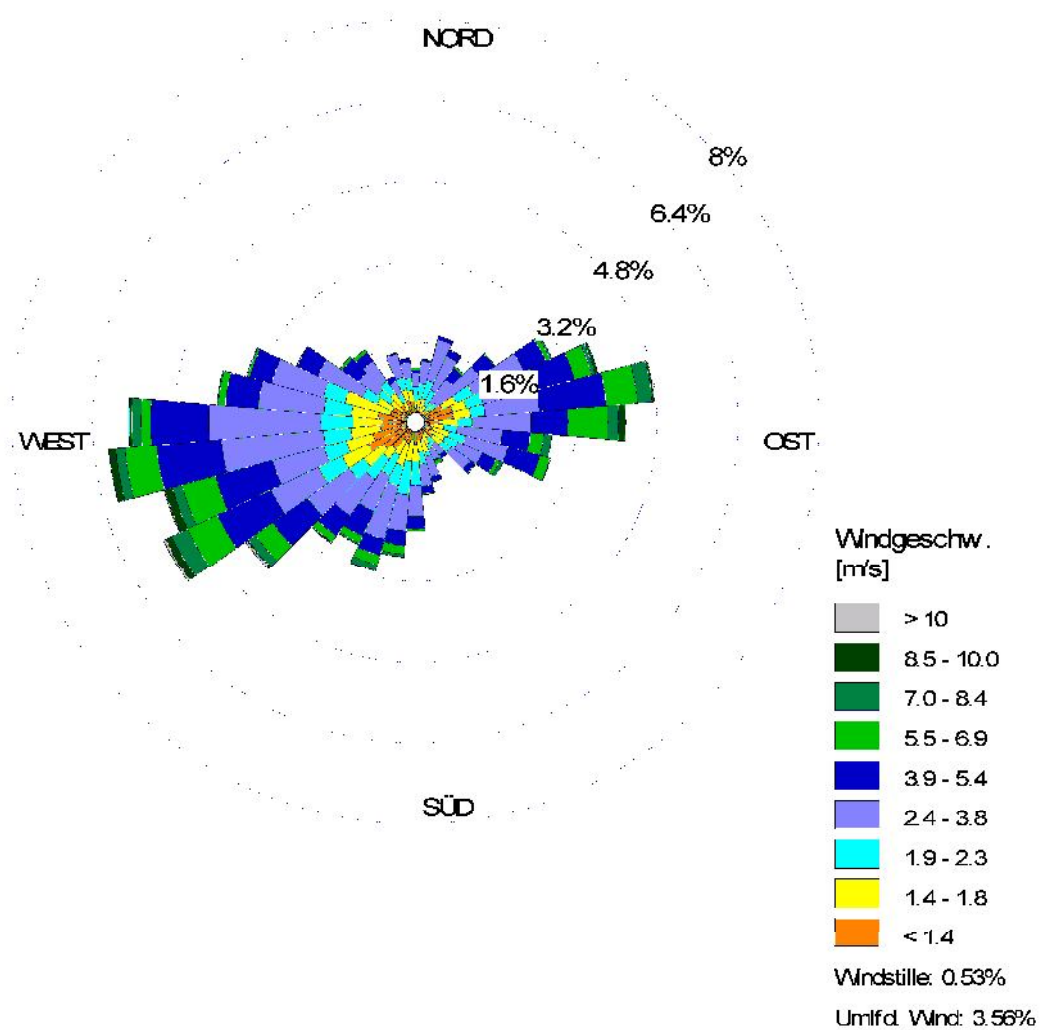 NORD
8%
6.4%
4.8%
3.2%
1.6%
WEST
OST
SÜD
Windgeschw.
[m/s]
> 10
8.5 - 10.0
7.0 - 8.4
5.5 - 6.9
3.9 - 5.4
2.4 - 3.8
1.9 - 2.3
1.4 - 1.8
< 1.4
Windstille: 0.53%
Umlfd. Wind: 3.56%